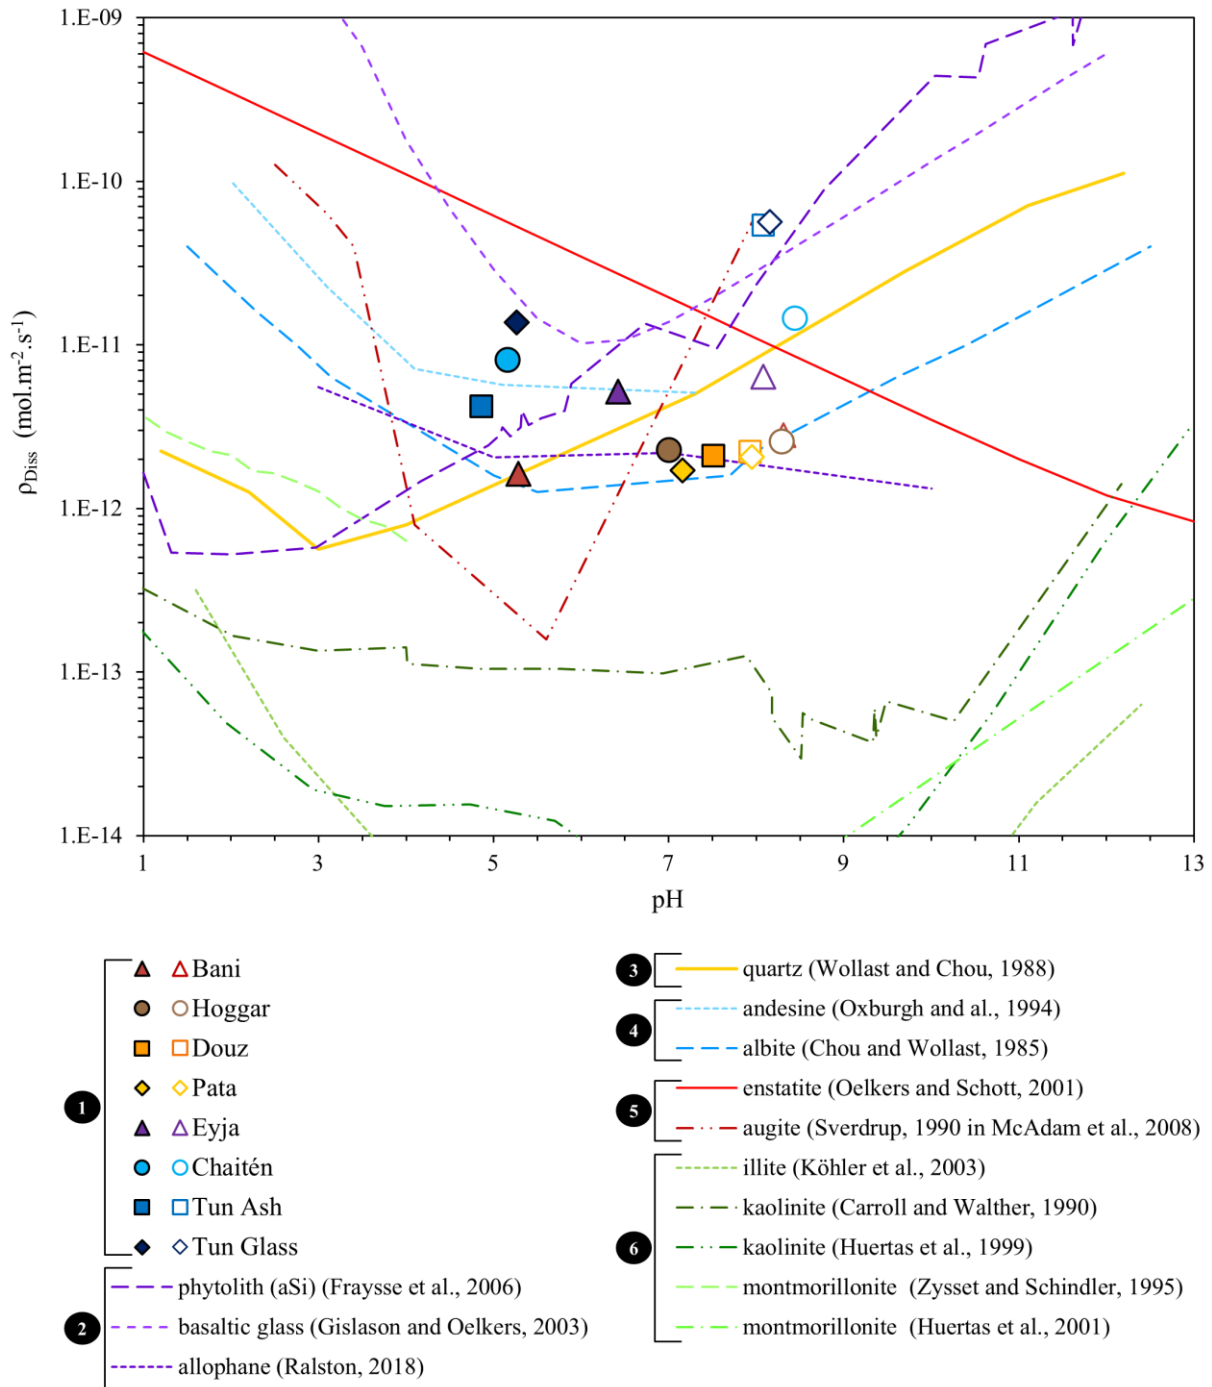 1.E-09
1.E-10
1.E-11
1.E-12
1.E-13
1.E-14
ρDiss (mol.m-2.s-1)
1 3 5 7 9 11 13
pH
1
Bani
Hoggar
Douz
Pata
Eyja
Chaitén
Tun Ash
Tun Glass
2
phytolith (aSi) (Fraysse et al., 2006)
basaltic glass (Gislason and Oelkers, 2003)
allophane (Ralston, 2018)
3
quartz (Wollast and Chou, 1988)
4
andesine (Oxburgh and al., 1994)
albite (Chou and Wollast, 1985)
5
enstatite (Oelkers and Schott, 2001)
augite (Sverdrup, 1990 in McAdam et al., 2008)
6
illite (Köhler et al., 2003)
kaolinite (Carroll and Walther, 1990)
kaolinite (Huertas et al., 1999)
montmorillonite (Zysset and Schindler, 1995)
montmorillonite (Huertas et al., 2001)